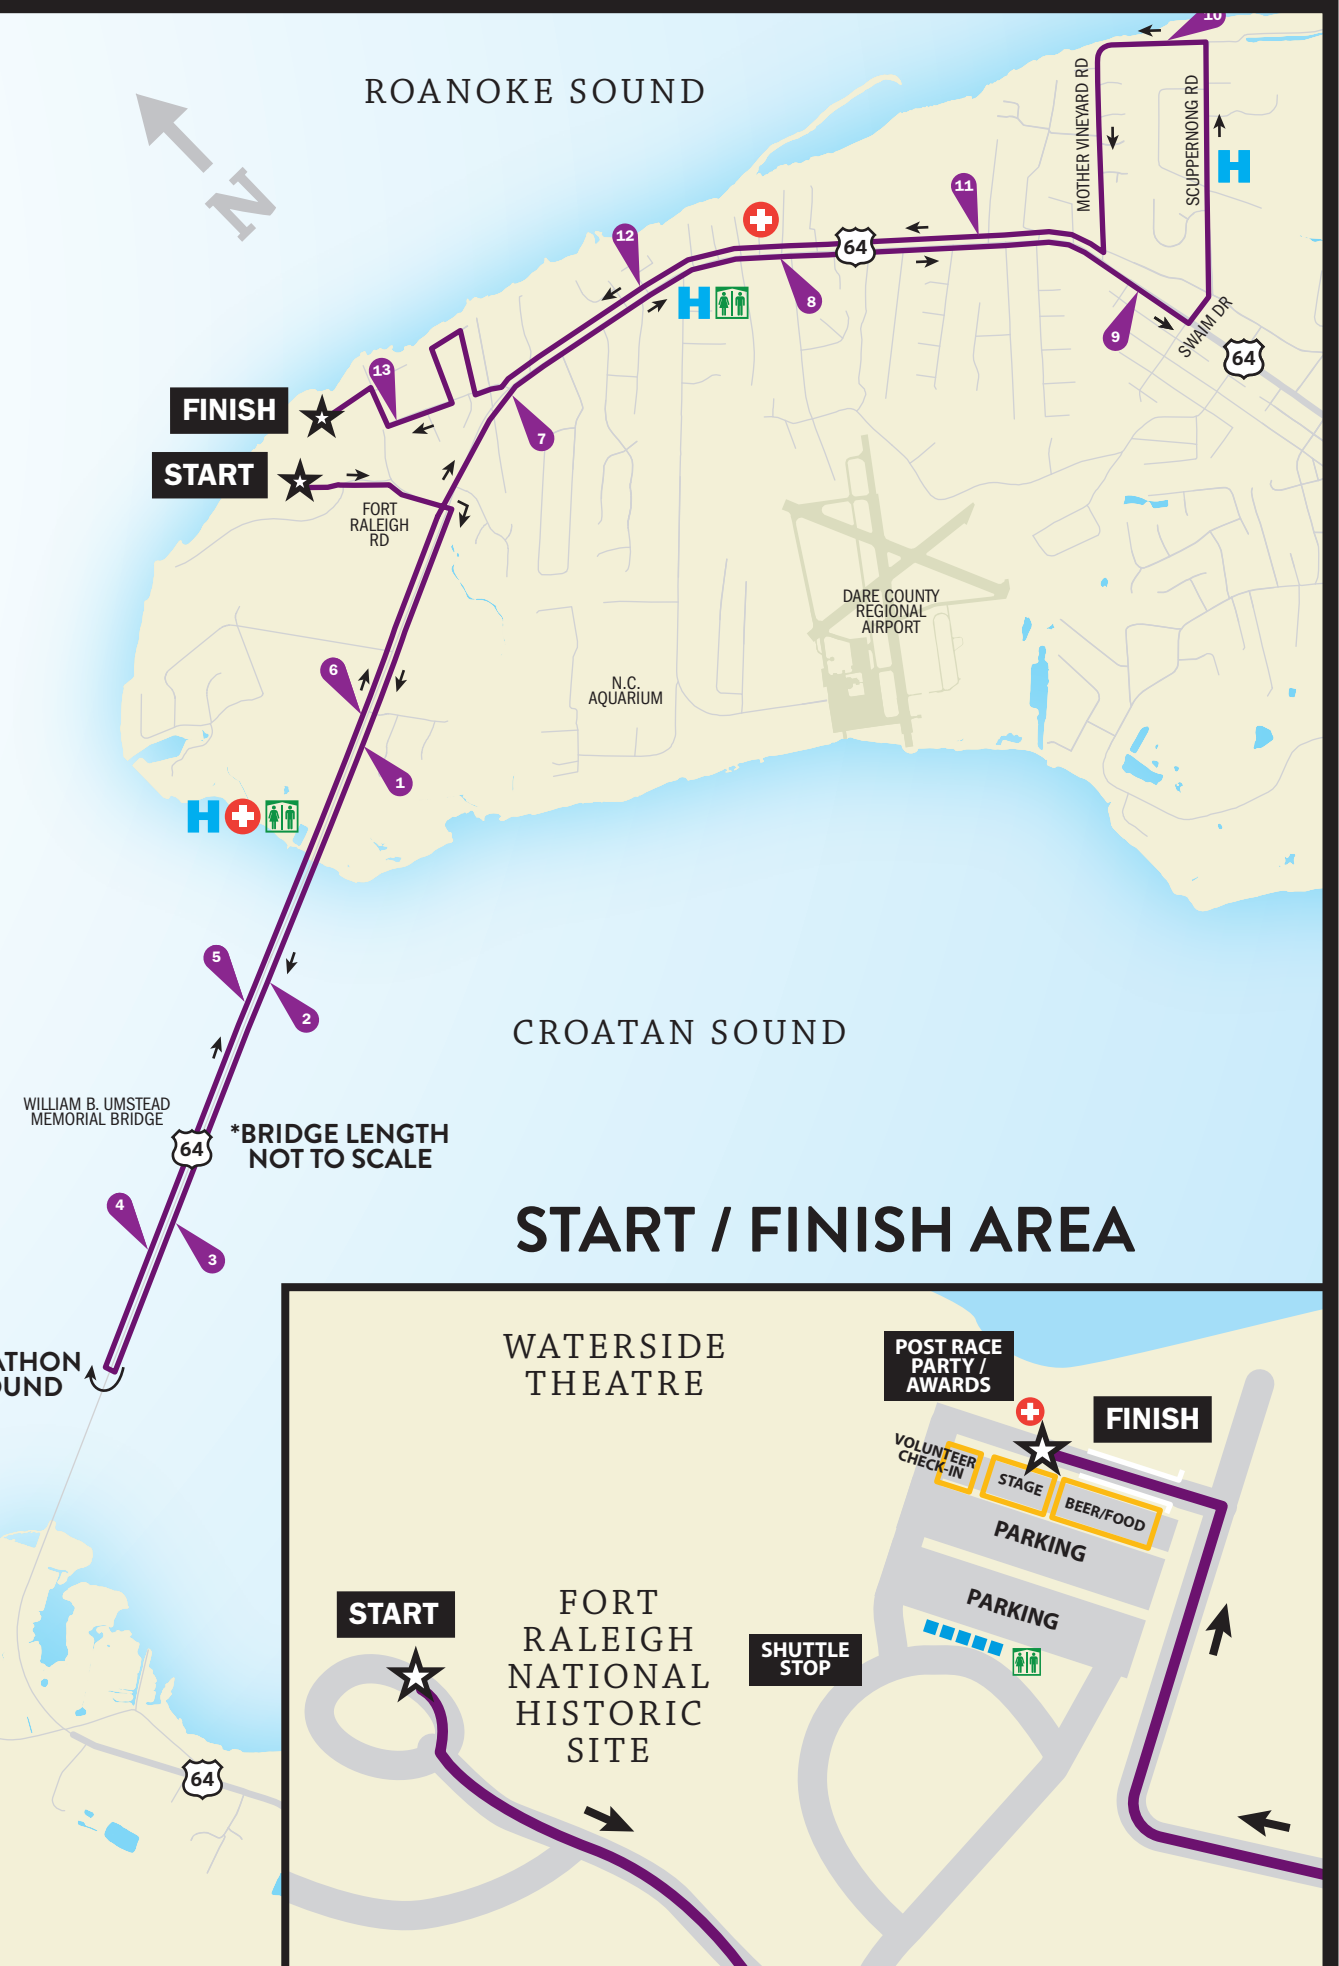 10
ROANOKE SOUND
N
MOTHER VINEYARD RD
SCUPPERNONG RD
H
11
12
64
H
8
9
SWAIM DR
64
13
FINISH
7
START
FORT
RALEIGH
RD
DARE COUNTY
REGIONAL
AIRPORT
6
N.C.
AQUARIUM
1
H
5
2
CROATAN SOUND
WILLIAM B. UMSTEAD
MEMORIAL BRIDGE
*BRIDGE LENGTH
NOT TO SCALE
64
4
3
START / FINISH AREA
ATHON
OUND
WATERSIDE
THEATRE
POST RACE
PARTY /
AWARDS
FINISH
VOLUNTEER
CHECK-IN
STAGE
BEER/FOOD
PARKING
PARKING
START
FORT
RALEIGH
NATIONAL
HISTORIC
SITE
SHUTTLE
STOP
64